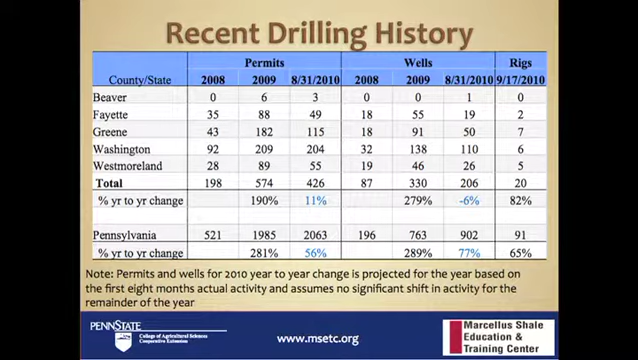 Recent Drilling History
Permits Wells Rigs
County/State 2008 2009 8/31/2010 2008 2009 8/31/2010 9/17/2010
Beaver 0 6 3 0 0 1 0
Fayette 35 88 49 18 55 19 2
Greene 43 182 115 18 91 50 7
Washington 92 209 204 32 138 110 6
Westmoreland 28 89 55 19 46 26 5
Total 198 574 426 87 330 206 20
% yr to yr change 190% 11% 279% -6% 82%
Pennsylvania 521 1985 2063 196 763 902 91
% yr to yr change 281% 56% 289% 77% 65%
Note: Permits and wells for 2010 year to year change is projected for the year based on
the first eight months actual activity and assumes no significant shift in activity for the
remainder of the year
PENNSTATE
College of Agricultural Sciences
Cooperative Extension
www.msetc.org
Marcellus Shale
Education &
Training Center